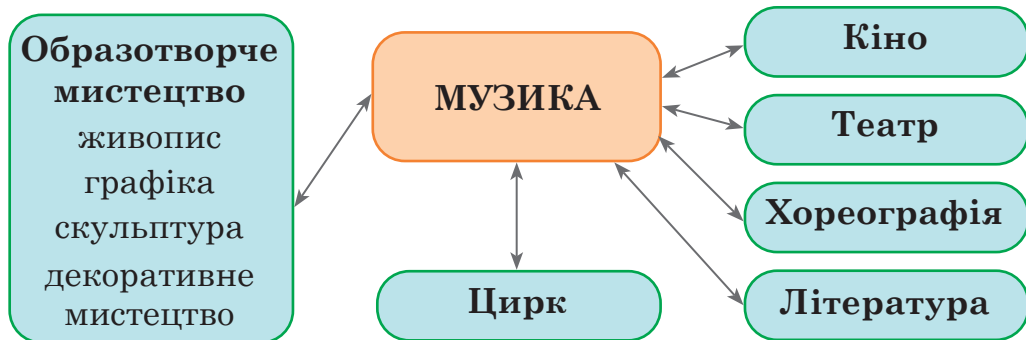 Образотворче
мистецтво
живопис
графіка
скульптура
декоративне
мистецтво
МУЗИКА
Цирк
Кіно
Театр
Хореографія
Література